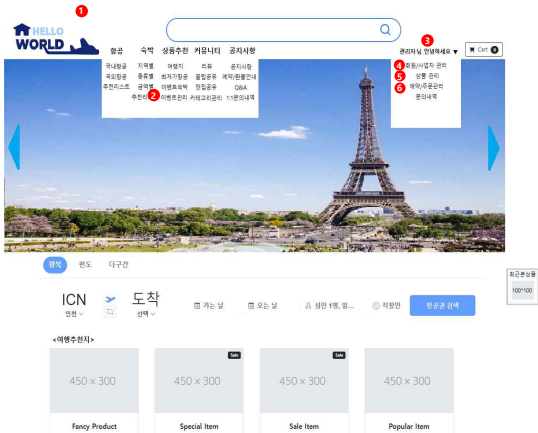 1
HELLO
WORLD
항공 숙박 상품추천 커뮤니티 공지사항
3
관리자님 안녕하세요 ▼
Cart 0
국내항공 지역별 여행지 리뷰 공지사항
국외항공 종류별 최저가항공 꿀팁공유 예약/환불안내
추천리스트 금액별 이벤트숙박 맛집공유 Q&A
추천리 2 이벤트관리 카테고리관리 1:1문의내역
4 회원/사업자 관리
5 상품 관리
6 예약/주문관리
문의내역
왕복 편도 다구간
최근본상품
100*100
ICN 도착
인천 선택
가는 날 오는 날 성인 1명, 일... 직항만 항공권 검색
<여행추천지>
Sale Sale
450 × 300 450 × 300 450 × 300 450 × 300
Fancy Product Special Item Sale Item Popular Item